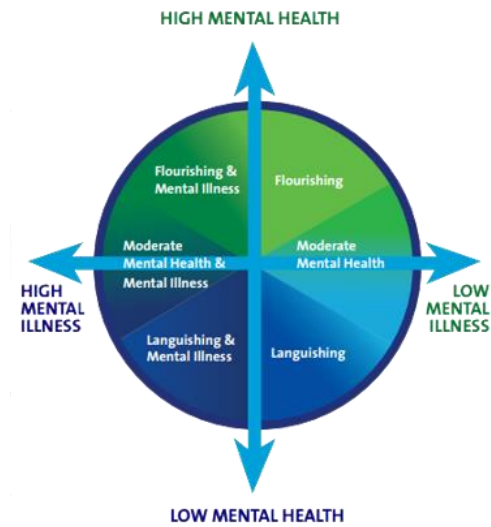 HIGH MENTAL HEALTH
Flourishing &
Mental Illness
Flourishing
Moderate
Mental Health &
Mental Illness
Moderate
Mental Health
HIGH
MENTAL
ILLNESS
LOW
MENTAL
ILLNESS
Languishing &
Mental Illness
Languishing
LOW MENTAL HEALTH